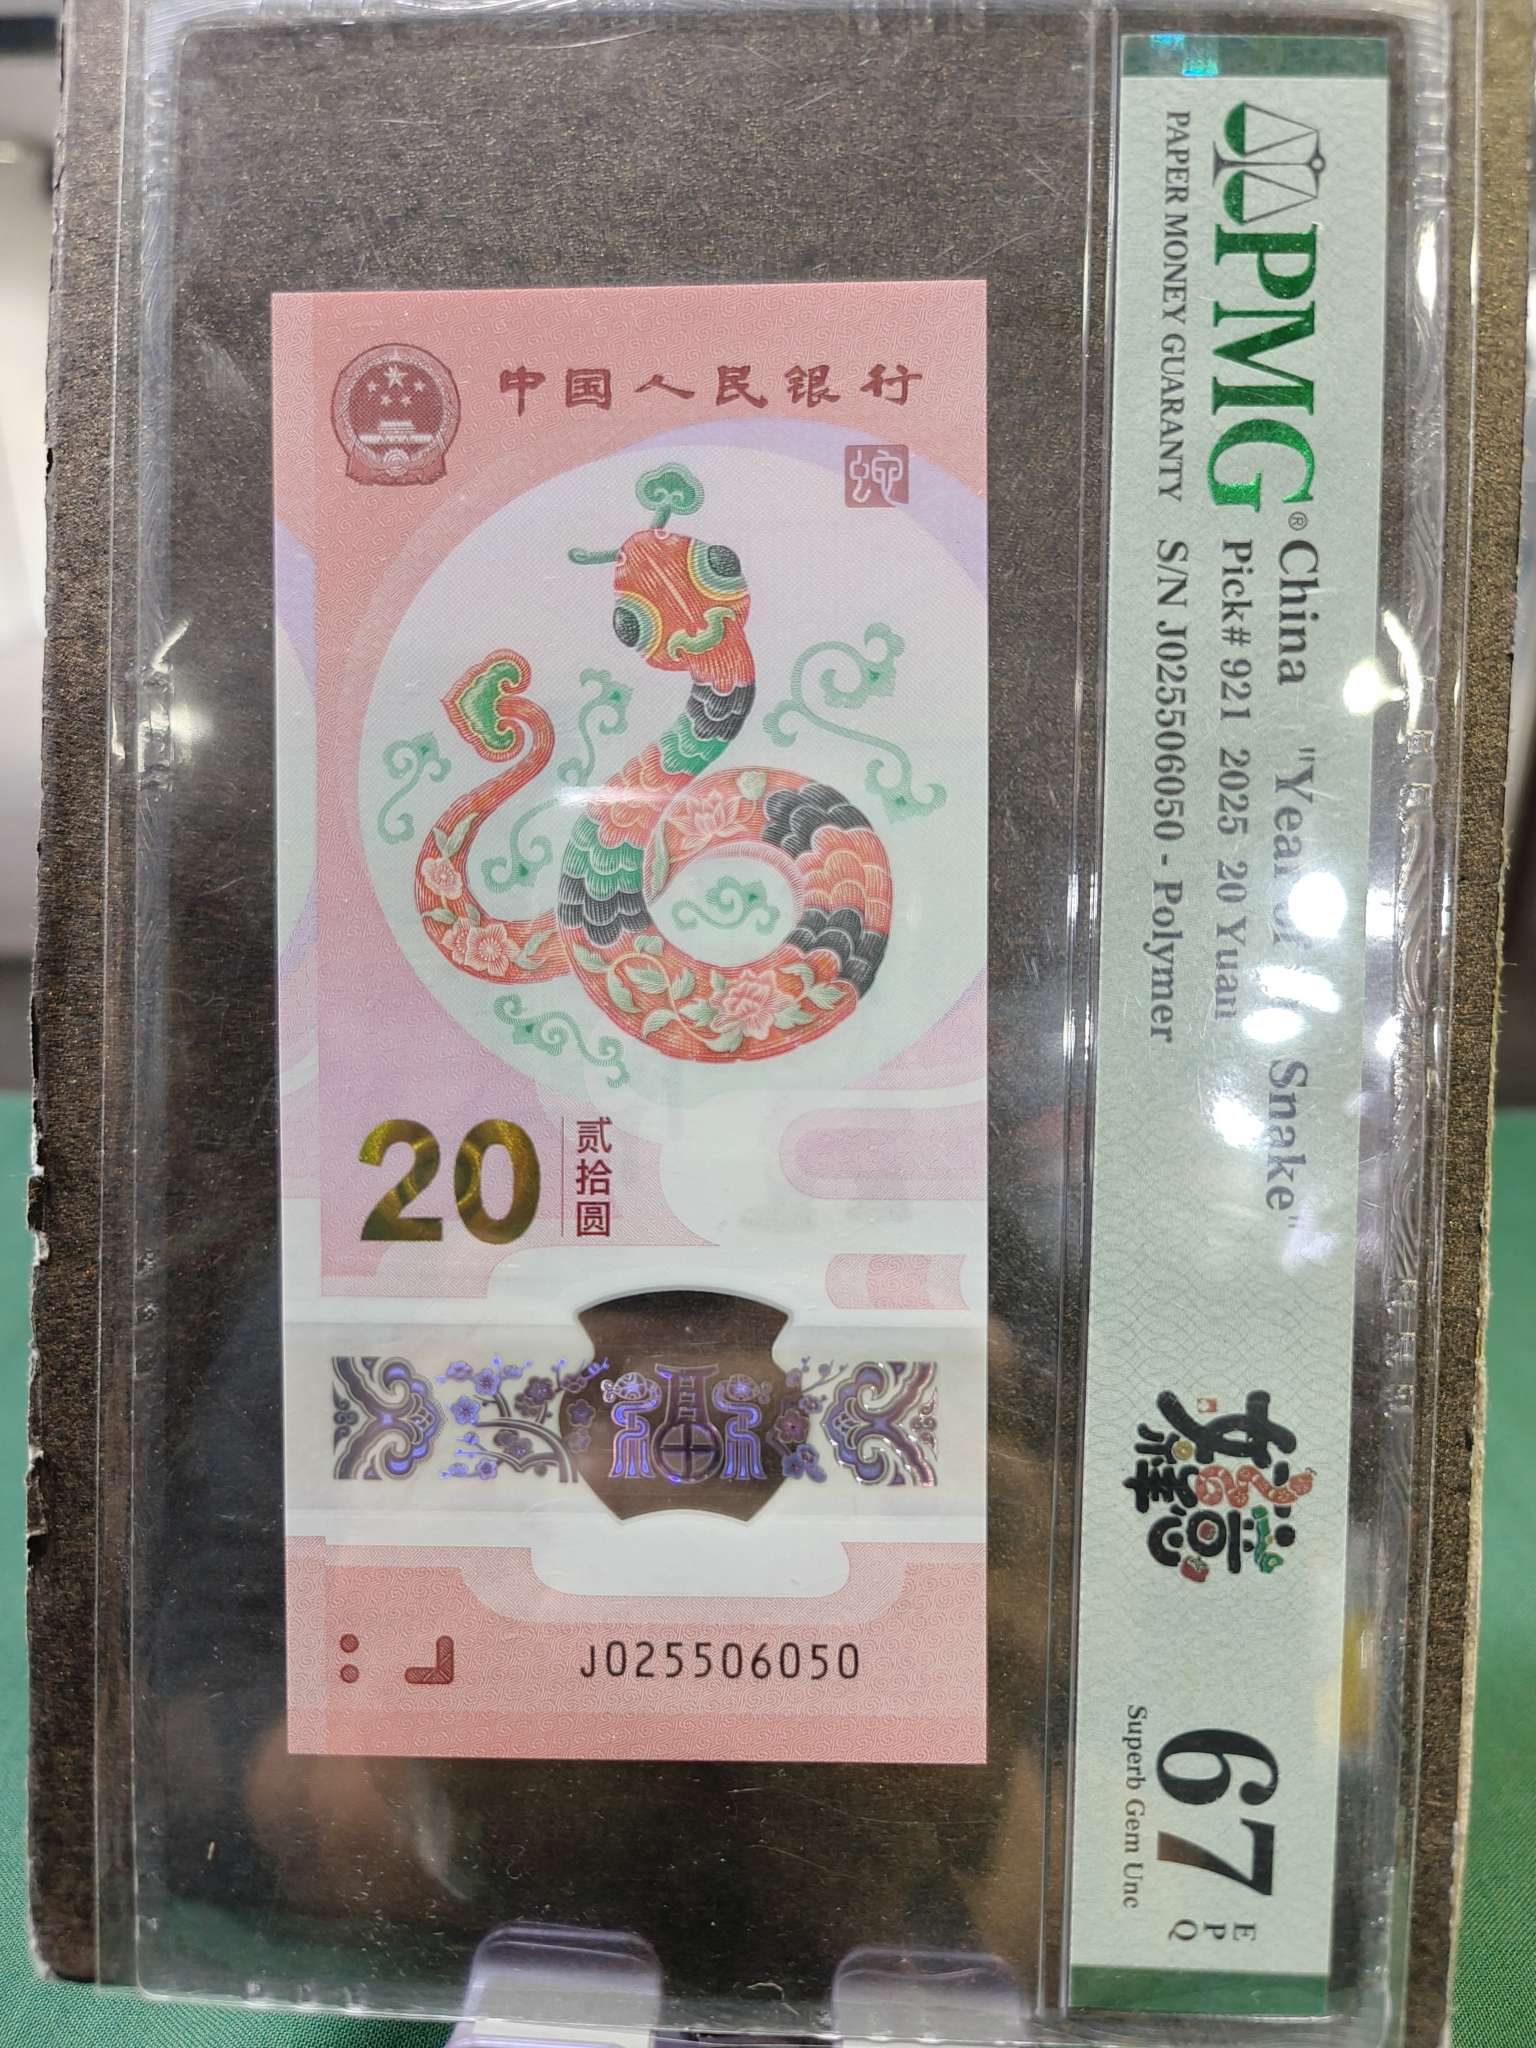 中国人民银行
蛇
20
贰拾圆
J025506050
PMG®
PAPER MONEY GUARANTY
China "Year of Snake"
Pick# 921 2025 20 Yuan
S/N J025506050 - Polymer
67
EPQ
Superb Gem Unc